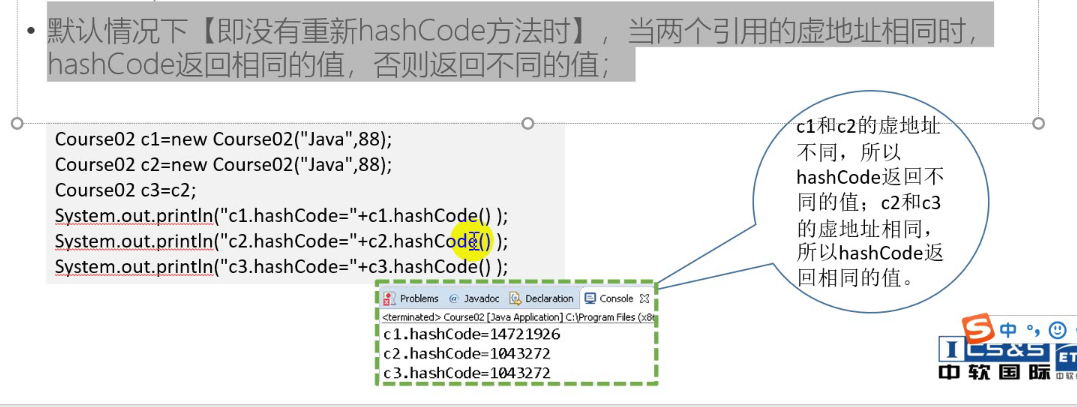 • 默认情况下【即没有重新hashCode方法时】，当两个引用的虚地址相同时，
hashCode返回相同的值，否则返回不同的值；
Course02 c1=new Course02("Java",88);
Course02 c2=new Course02("Java",88);
Course02 c3=c2;
System.out.println("c1.hashCode="+c1.hashCode() );
System.out.println("c2.hashCode="+c2.hashCode() );
System.out.println("c3.hashCode="+c3.hashCode() );
c1和c2的虚地址
不同，所以
hashCode返回不
同的值；c2和c3
的虚地址相同，
所以hashCode返
回相同的值。
Problems @ Javadoc Declaration Console
<terminated> Course02 [Java Application] C:\Program Files (x8
c1.hashCode=14721926
c2.hashCode=1043272
c3.hashCode=1043272
S 中
ICS&S ET
中软国际 中软